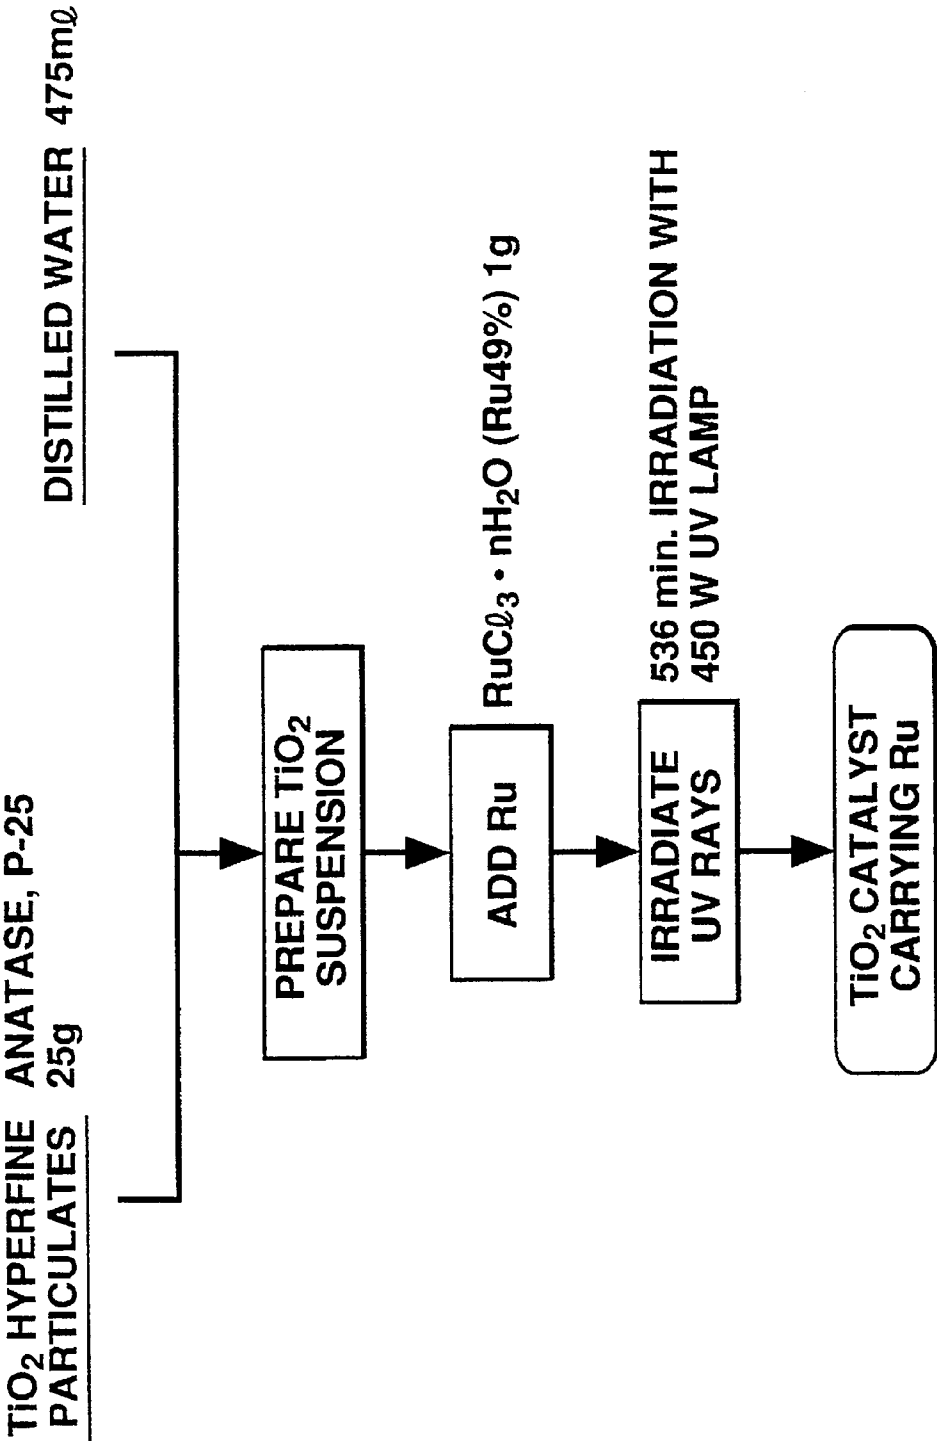 TiO₂ HYPERFINE ANATASE, P-25
PARTICULATES 25g
DISTILLED WATER 475mℓ
PREPARE TiO₂
SUSPENSION
ADD Ru
RuCℓ₃ • nH₂O (Ru49%) 1g
IRRADIATE
UV RAYS
536 min. IRRADIATION WITH
450 W UV LAMP
TiO₂ CATALYST
CARRYING Ru